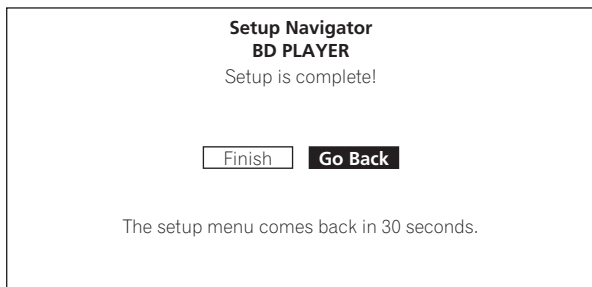 Setup Navigator
BD PLAYER
Setup is complete!
Finish Go Back
The setup menu comes back in 30 seconds.